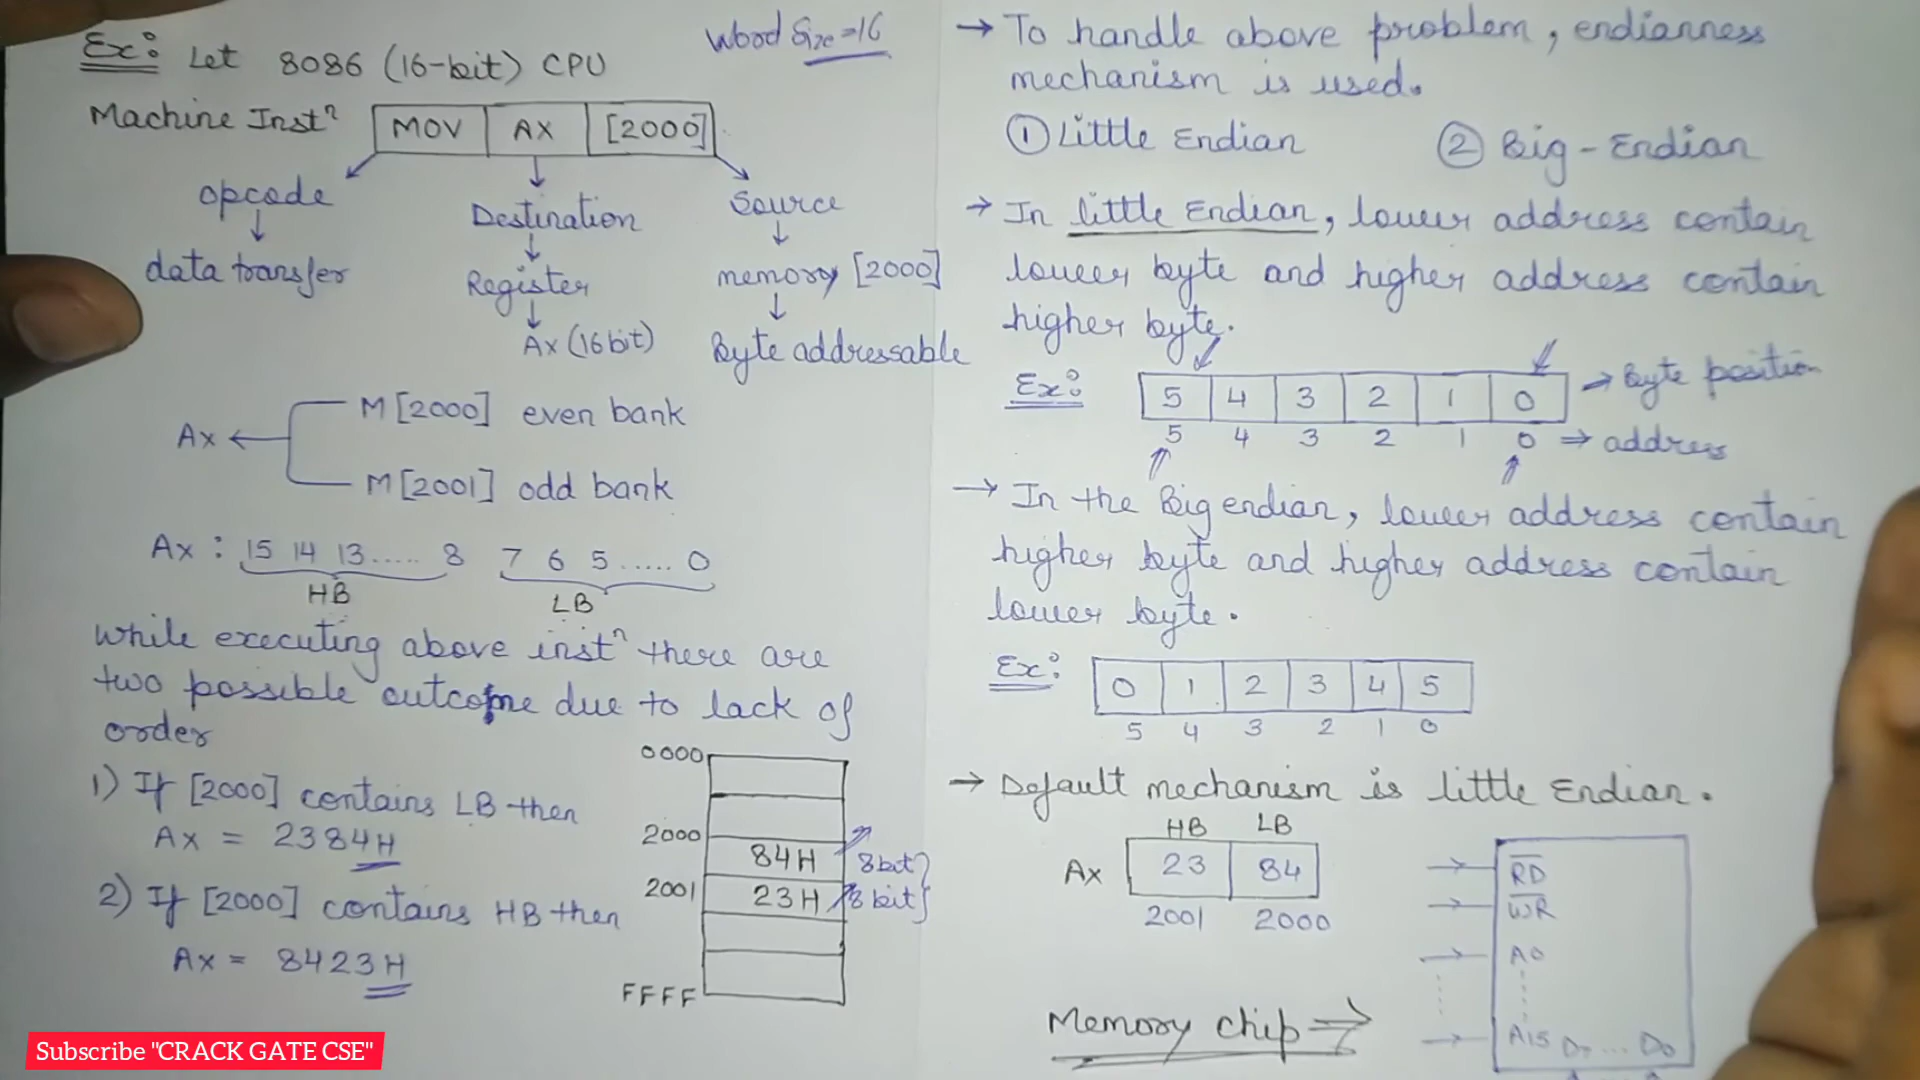 Ex: Let 8086 (16-bit) CPU
Word Size=16
Machine Instⁿ
MOV AX [2000]
opcode Destination Source
data transfer Register memory [2000]
Ax (16 bit) Byte addressable
Ax M[2000] even bank
M[2001] odd bank
Ax : 15 14 13..... 8 7 6 5..... 0
HB LB
While executing above instⁿ there are
two possible outcome due to lack of
order
1) If [2000] contains LB then
Ax = 2384H
2) If [2000] contains HB then
Ax = 8423H
0000
2000
84H 8bit
2001 23H 8 bit
FFFF
→ To handle above problem, endianness
mechanism is used.
① Little Endian ② Big-Endian
→ In little Endian, lower address contain
lower byte and higher address contain
higher byte.
Ex: 5 4 3 2 1 0 → Byte position
5 4 3 2 1 0 ⇒ address
→ In the Big endian, lower address contain
higher byte and higher address contain
lower byte.
Ex: 0 1 2 3 4 5
5 4 3 2 1 0
→ Default mechanism is little Endian.
HB LB
Ax 23 84
2001 2000
Memory chip ⇒
R̅D̅
W̅R̅
A0
A15 D7 ... D0
Subscribe "CRACK GATE CSE"